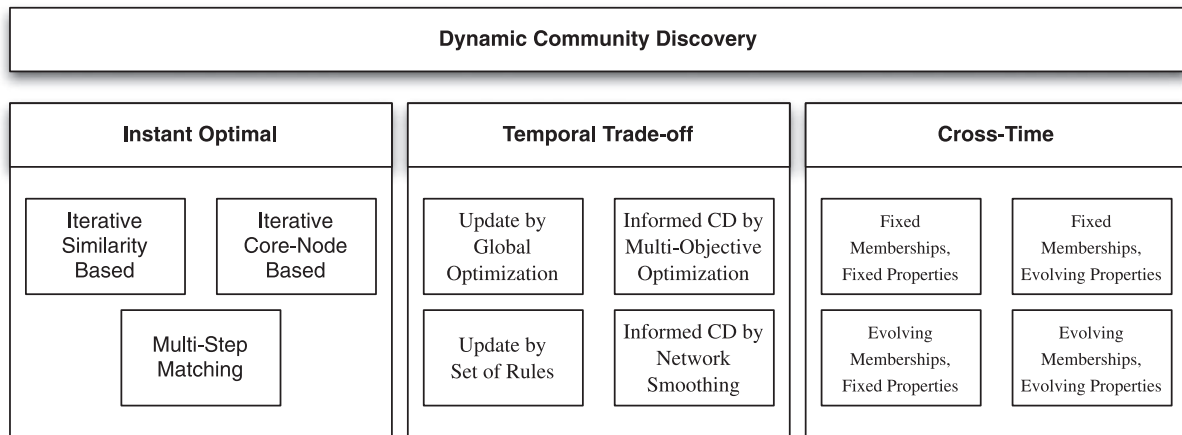 Dynamic Community Discovery
Instant Optimal
Iterative
Similarity
Based
Iterative
Core-Node
Based
Multi-Step
Matching
Temporal Trade-off
Update by
Global
Optimization
Informed CD by
Multi-Objective
Optimization
Update by
Set of Rules
Informed CD by
Network
Smoothing
Cross-Time
Fixed
Memberships,
Fixed Properties
Fixed
Memberships,
Evolving Properties
Evolving
Memberships,
Fixed Properties
Evolving
Memberships,
Evolving Properties